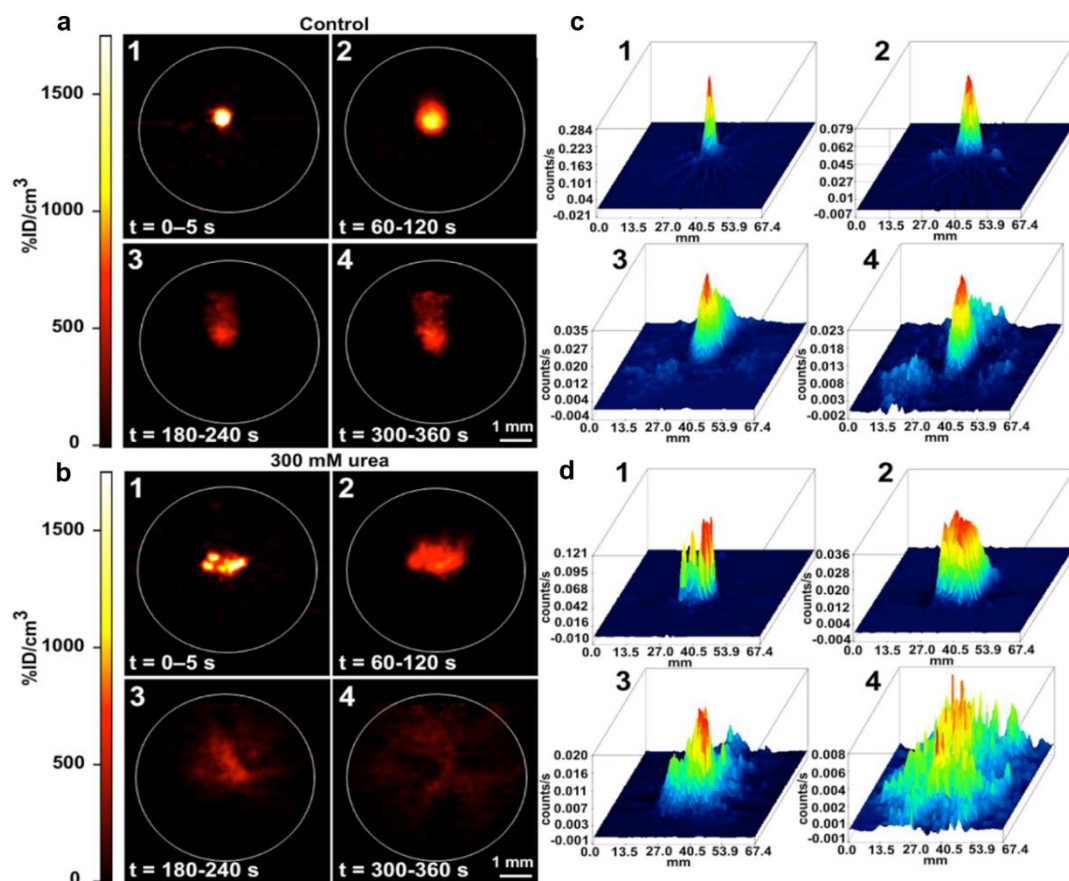 a
Control
1500
1000
500
0
%ID/cm³
1
t = 0–5 s
2
t = 60-120 s
3
t = 180-240 s
4
t = 300-360 s
1 mm
c
1
0.284
0.223
0.163
0.101
0.04
-0.021
counts/s
0.0 13.5 27.0 40.5 53.9 67.4
mm
2
0.079
0.062
0.045
0.027
0.010
-0.007
counts/s
0.0 13.5 27.0 40.5 53.9 67.4
mm
3
0.035
0.027
0.020
0.012
0.004
-0.004
counts/s
0.0 13.5 27.0 40.5 53.9 67.4
mm
4
0.023
0.018
0.013
0.008
0.003
-0.002
counts/s
0.0 13.5 27.0 40.5 53.9 67.4
mm
b
300 mM urea
1500
1000
500
0
%ID/cm³
1
t = 0–5 s
2
t = 60-120 s
3
t = 180-240 s
4
t = 300-360 s
1 mm
d
1
0.121
0.095
0.068
0.042
0.016
-0.010
counts/s
0.0 13.5 27.0 40.5 53.9 67.4
mm
2
0.036
0.028
0.020
0.012
0.004
-0.004
counts/s
0.0 13.5 27.0 40.5 53.9 67.4
mm
3
0.020
0.016
0.011
0.007
0.003
-0.001
counts/s
0.0 13.5 27.0 40.5 53.9 67.4
mm
4
0.008
0.006
0.004
0.002
0.001
-0.001
counts/s
0.0 13.5 27.0 40.5 53.9 67.4
mm